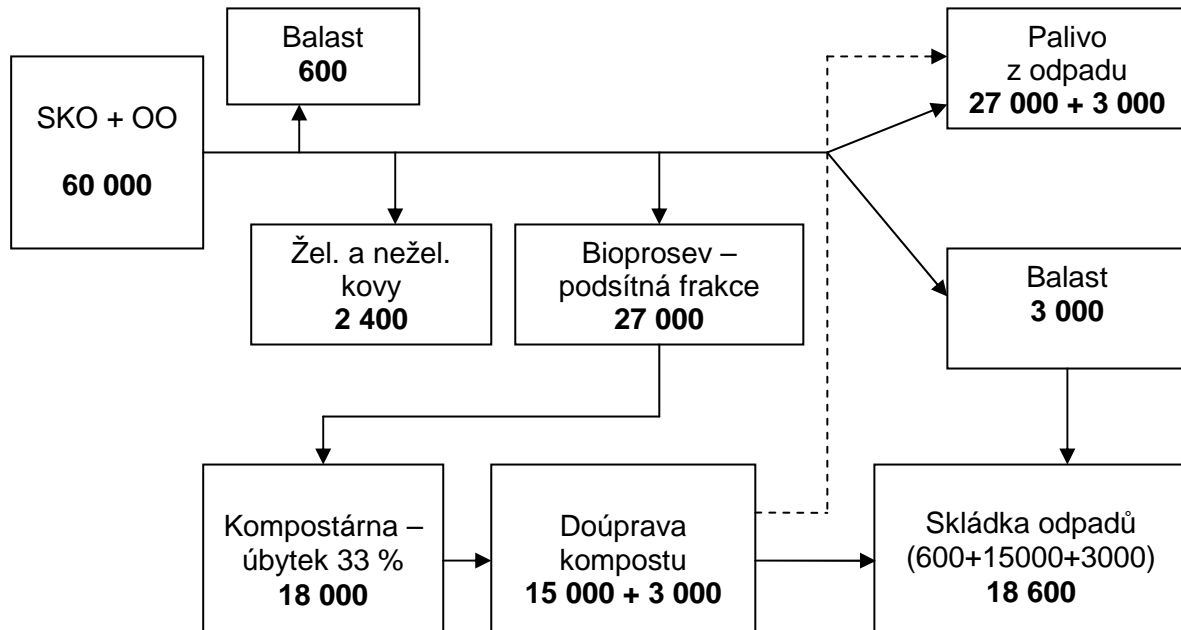 SKO + OO
60 000
Balast
600
Palivo
z odpadu
27 000 + 3 000
Žel. a nežel.
kovy
2 400
Bioprosev –
podsítná frakce
27 000
Balast
3 000
Kompostárna –
úbytek 33 %
18 000
Doúprava
kompostu
15 000 + 3 000
Skládka odpadů
(600+15000+3000)
18 600